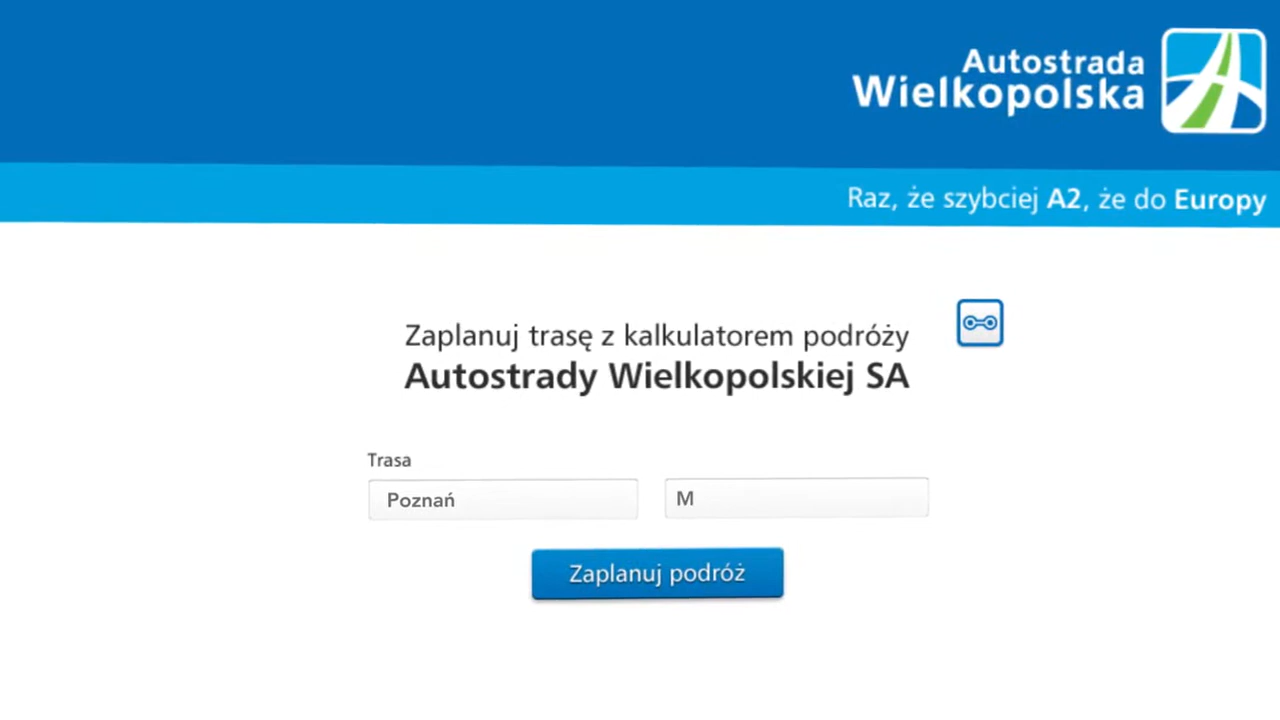 Autostrada
Wielkopolska
Raz, że szybciej A2, że do Europy
Zaplanuj trasę z kalkulatorem podróży
Autostrady Wielkopolskiej SA
Trasa
Poznań
M
Zaplanuj podróż